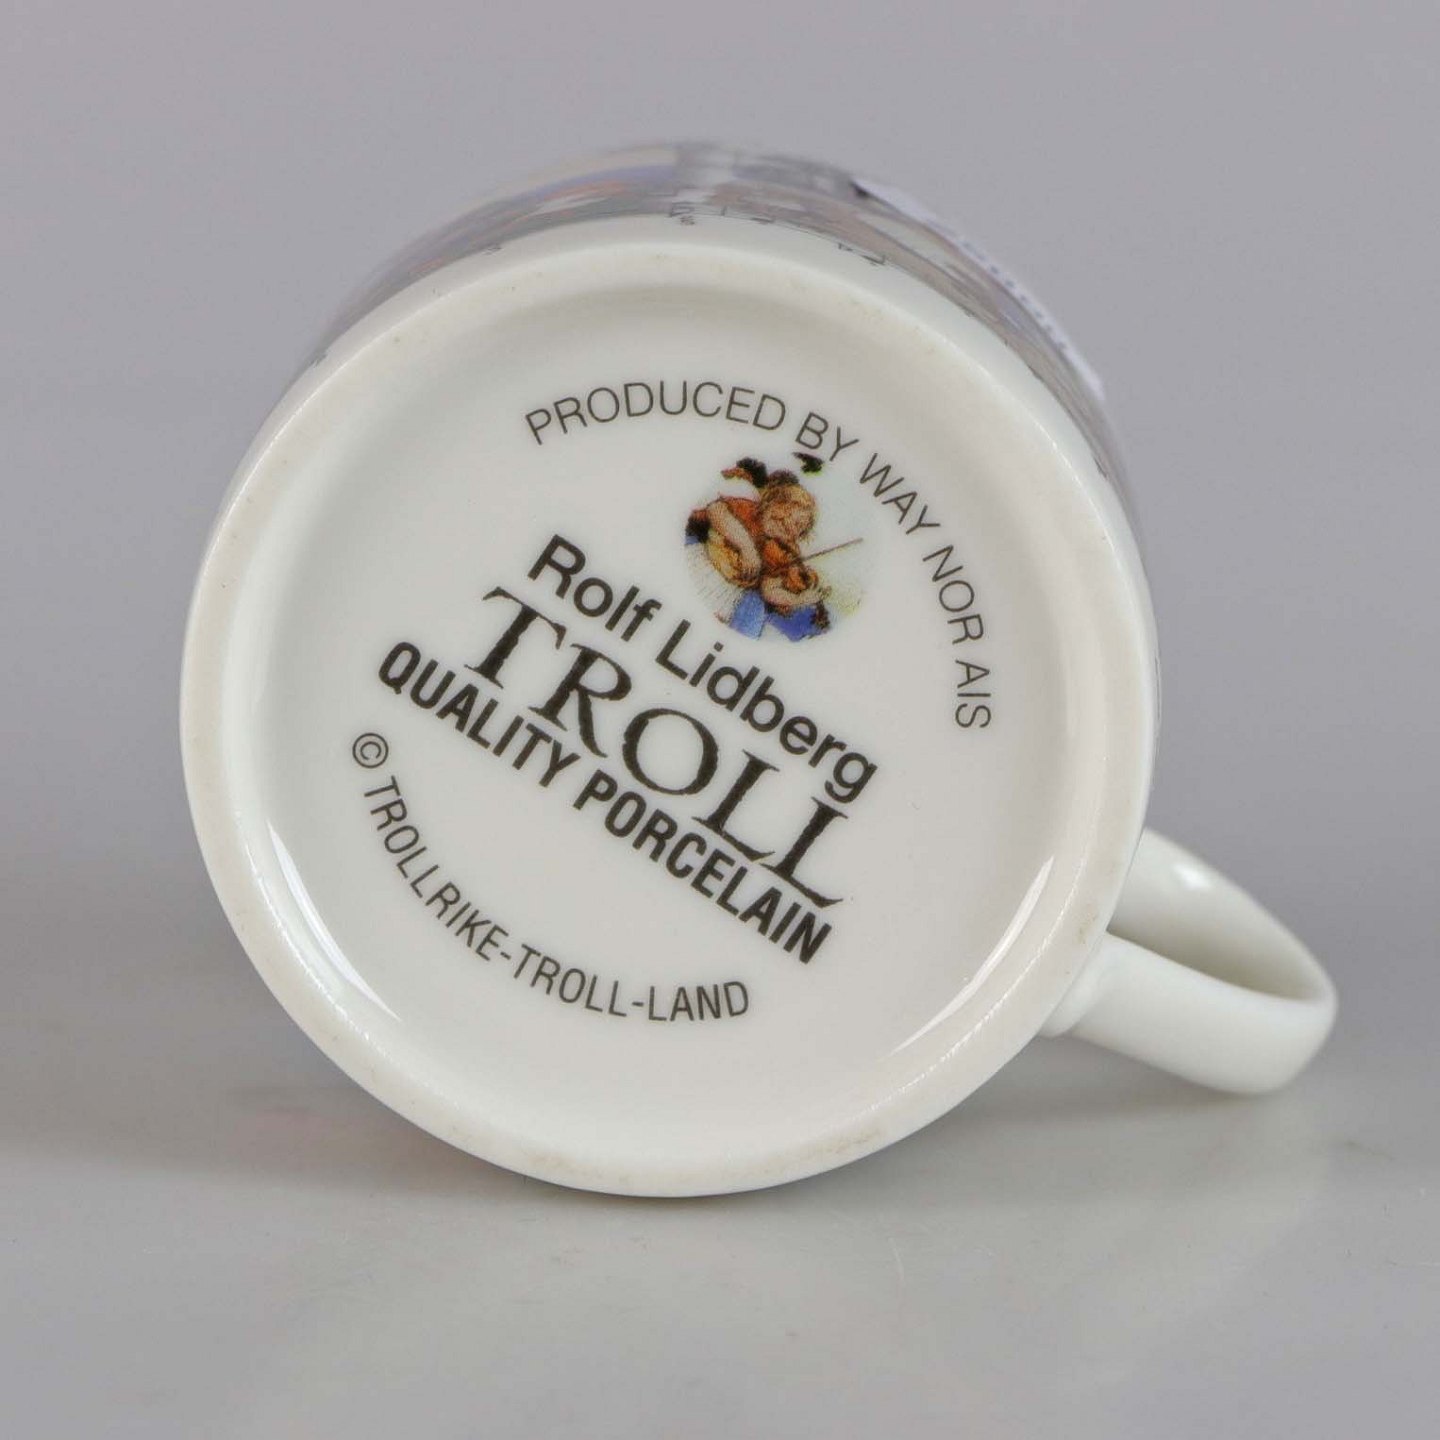 PRODUCED BY WAY NOR AIS
Rolf Lidberg
TROLL
QUALITY PORCELAIN
© TROLLRIKE-TROLL-LAND